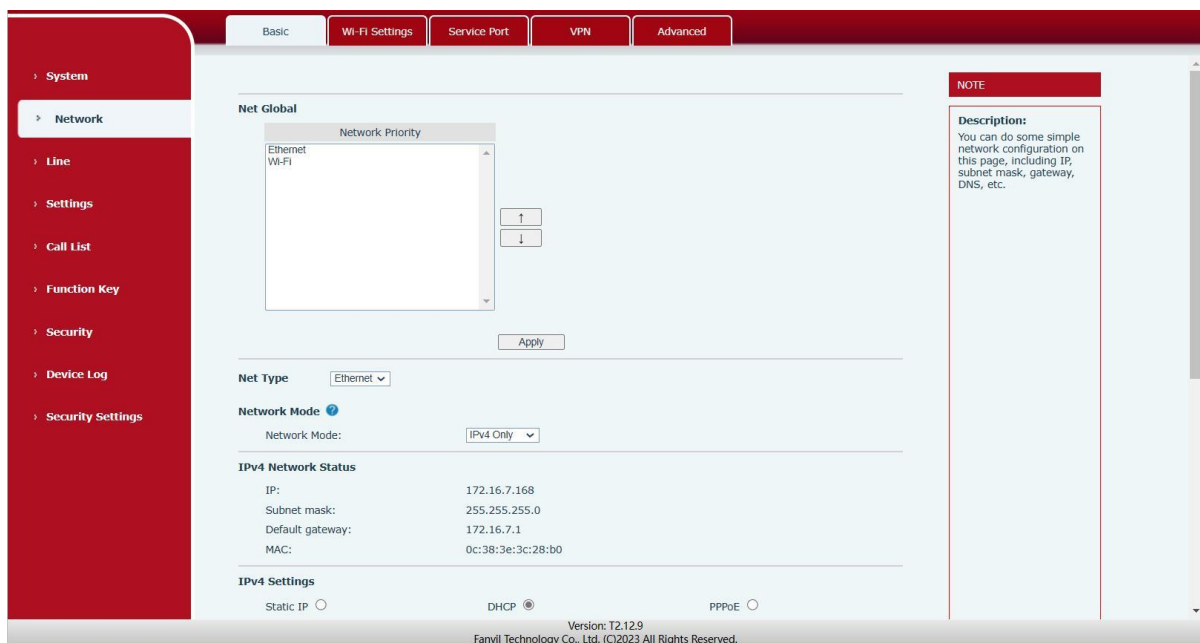 Basic
Wi-Fi Settings
Service Port
VPN
Advanced
System
Network
Line
Settings
Call List
Function Key
Security
Device Log
Security Settings
Net Global
Network Priority
Ethernet
Wi-Fi
↑
↓
Apply
Net Type Ethernet
Network Mode ?
Network Mode: IPv4 Only
IPv4 Network Status
IP: 172.16.7.168
Subnet mask: 255.255.255.0
Default gateway: 172.16.7.1
MAC: 0c:38:3e:3c:28:b0
IPv4 Settings
Static IP DHCP PPPoE
NOTE
Description:
You can do some simple
network configuration on
this page, including IP,
subnet mask, gateway,
DNS, etc.
Version: T2.12.9
Fanvil Technology Co., Ltd. (C)2023 All Rights Reserved.